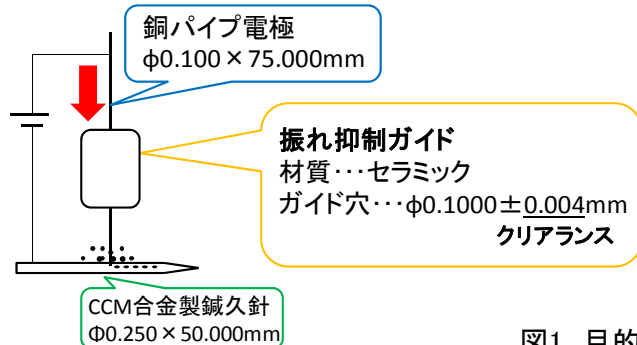 銅パイプ電極
φ0.100×75.000mm
振れ抑制ガイド
材質･･･セラミック
ガイド穴･･･φ0.1000±0.004mm
クリアランス
CCM合金製鍼久針
Φ0.250×50.000mm
図1 目的